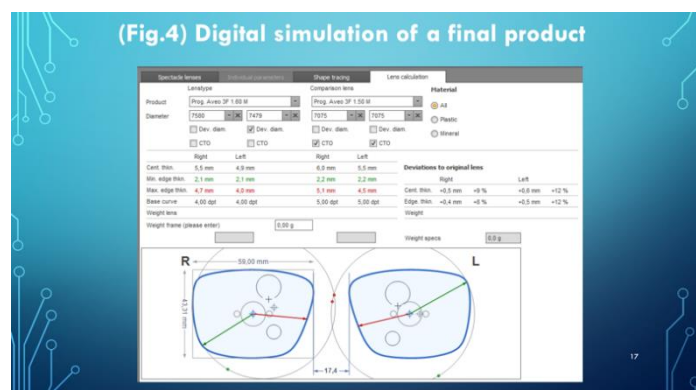 (Fig.4) Digital simulation of a final product
Spectacle lenses Individual parameters Shape tracing Lens calculation
Lenstype Comparison lens Material
Product Prog. Aveo 3F 1.60 M Prog. Aveo 3F 1.50 M All
Diameter 7580 7479 7075 7075 Plastic
Dev. diam. Dev. diam. Dev. diam. Dev. diam. Mineral
CTO CTO CTO CTO
Right Left Right Left
Cent. thkn. 5,5 mm 4,9 mm 6,0 mm 5,5 mm Deviations to original lens
Min. edge thkn. 2,1 mm 2,1 mm 2,2 mm 2,2 mm Right Left
Max. edge thkn. 4,7 mm 4,0 mm 5,1 mm 4,5 mm Cent. thkn. +0,5 mm +9 % +0,6 mm +12 %
Base curve 4,00 dpt 4,00 dpt 5,00 dpt 5,00 dpt Edge. thkn. +0,4 mm +8 % +0,5 mm +12 %
Weight lens Weight
Weight frame (please enter) 0,00 g
Weight specs 0,0 g
R 59,00 mm L
43,31 mm
17,4
17